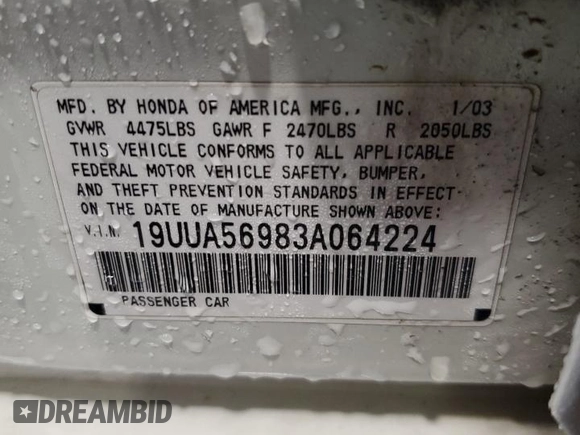 MFD. BY HONDA OF AMERICA MFG., INC. 1/03
GVWR 4475LBS GAWR F 2470LBS R 2050LBS
THIS VEHICLE CONFORMS TO ALL APPLICABLE
FEDERAL MOTOR VEHICLE SAFETY, BUMPER,
AND THEFT PREVENTION STANDARDS IN EFFECT
ON THE DATE OF MANUFACTURE SHOWN ABOVE:
V.I.N. 19UUA56983A064224
PASSENGER CAR
DREAMBID